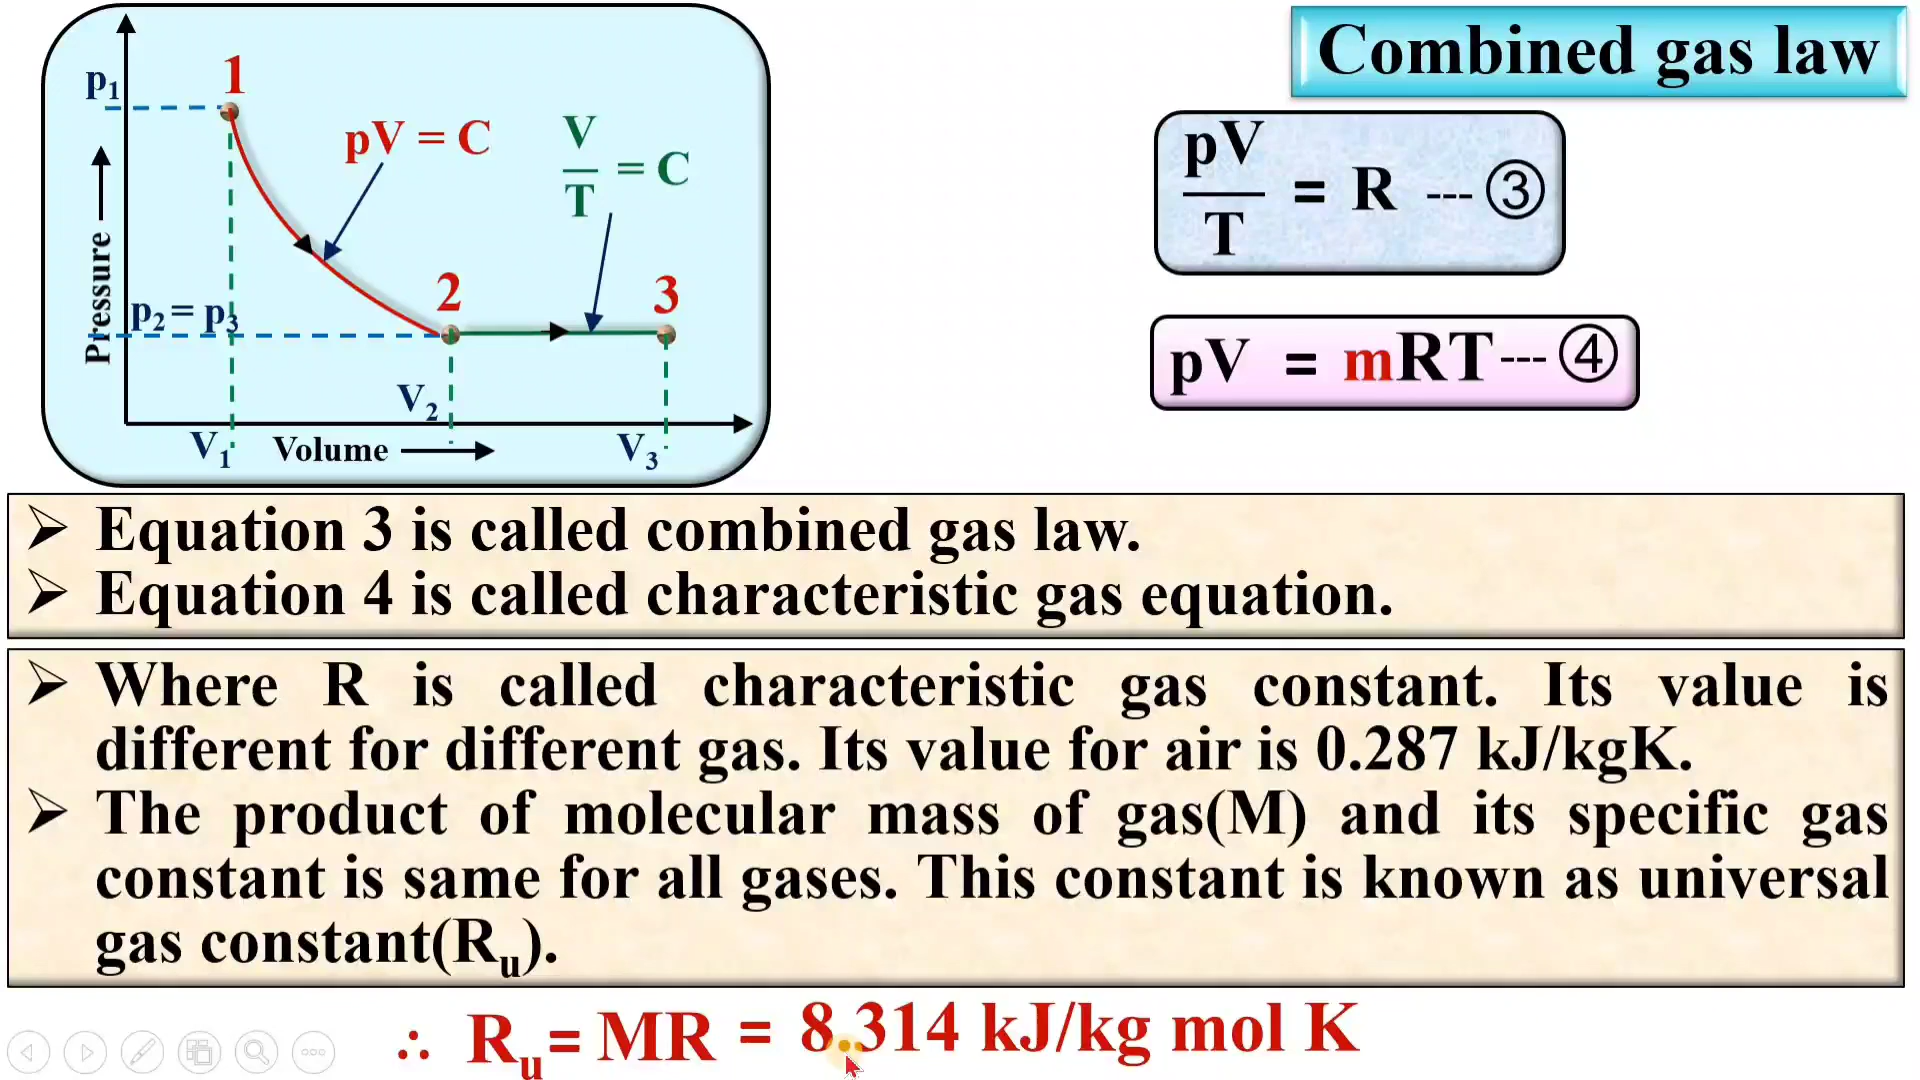 Combined gas law
p₁
1
pV = C
V
— = C
T
2
3
p₂ = p₃
Pressure
V₂
V₁
Volume
V₃
pV
— = R --- ③
T
pV = mRT --- ④
➢ Equation 3 is called combined gas law.
➢ Equation 4 is called characteristic gas equation.
➢ Where R is called characteristic gas constant. Its value is
different for different gas. Its value for air is 0.287 kJ/kgK.
➢ The product of molecular mass of gas(M) and its specific gas
constant is same for all gases. This constant is known as universal
gas constant(Rᵤ).
∴ Rᵤ = MR = 8.314 kJ/kg mol K